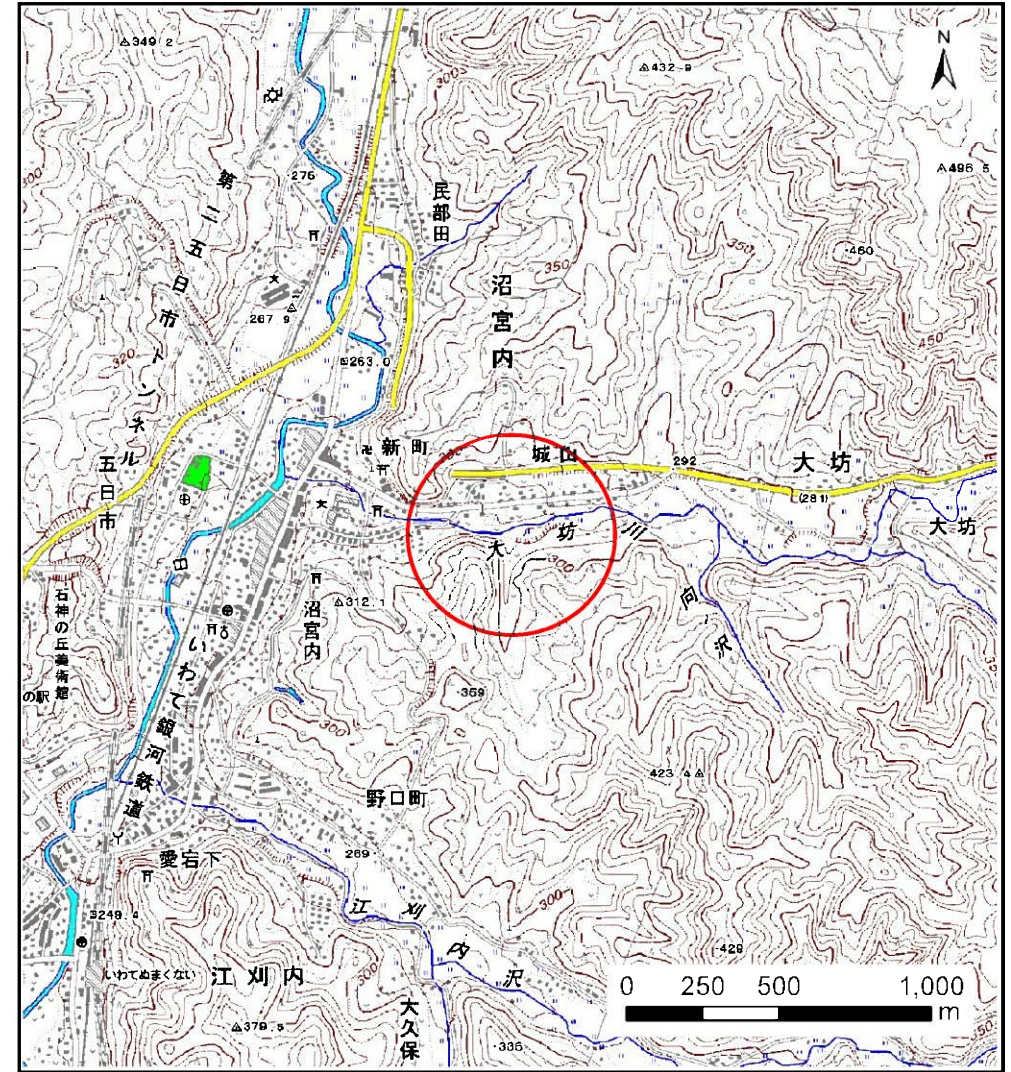 349.2
432.9
300
N
496.5
第二五日市トンネル
276
民部田
350
460
沼宮内
267.9
350
320
263.0
450
新町
城山
292
大坊
五日市
(281)
大坊川
大坊
300
石神の丘美術館
312.1
沼宮内
向沢
の駅
いわて銀河鉄道
359
300
423.4
野口町
269
愛宕下
300
江刈内沢
249.4
429
いわてぬまくない
江刈内
300
0 250 500 1,000
m
大久保
379.5
336